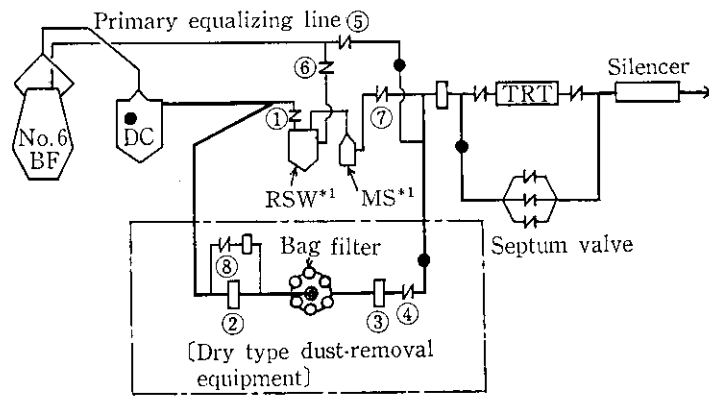 Primary equalizing line ⑤
⑥
Silencer
TRT
No.6
BF
DC
①
⑦
RSW*1
MS*1
Septum valve
Bag filter
⑧
②
③
④
〔Dry type dust-removal
equipment〕